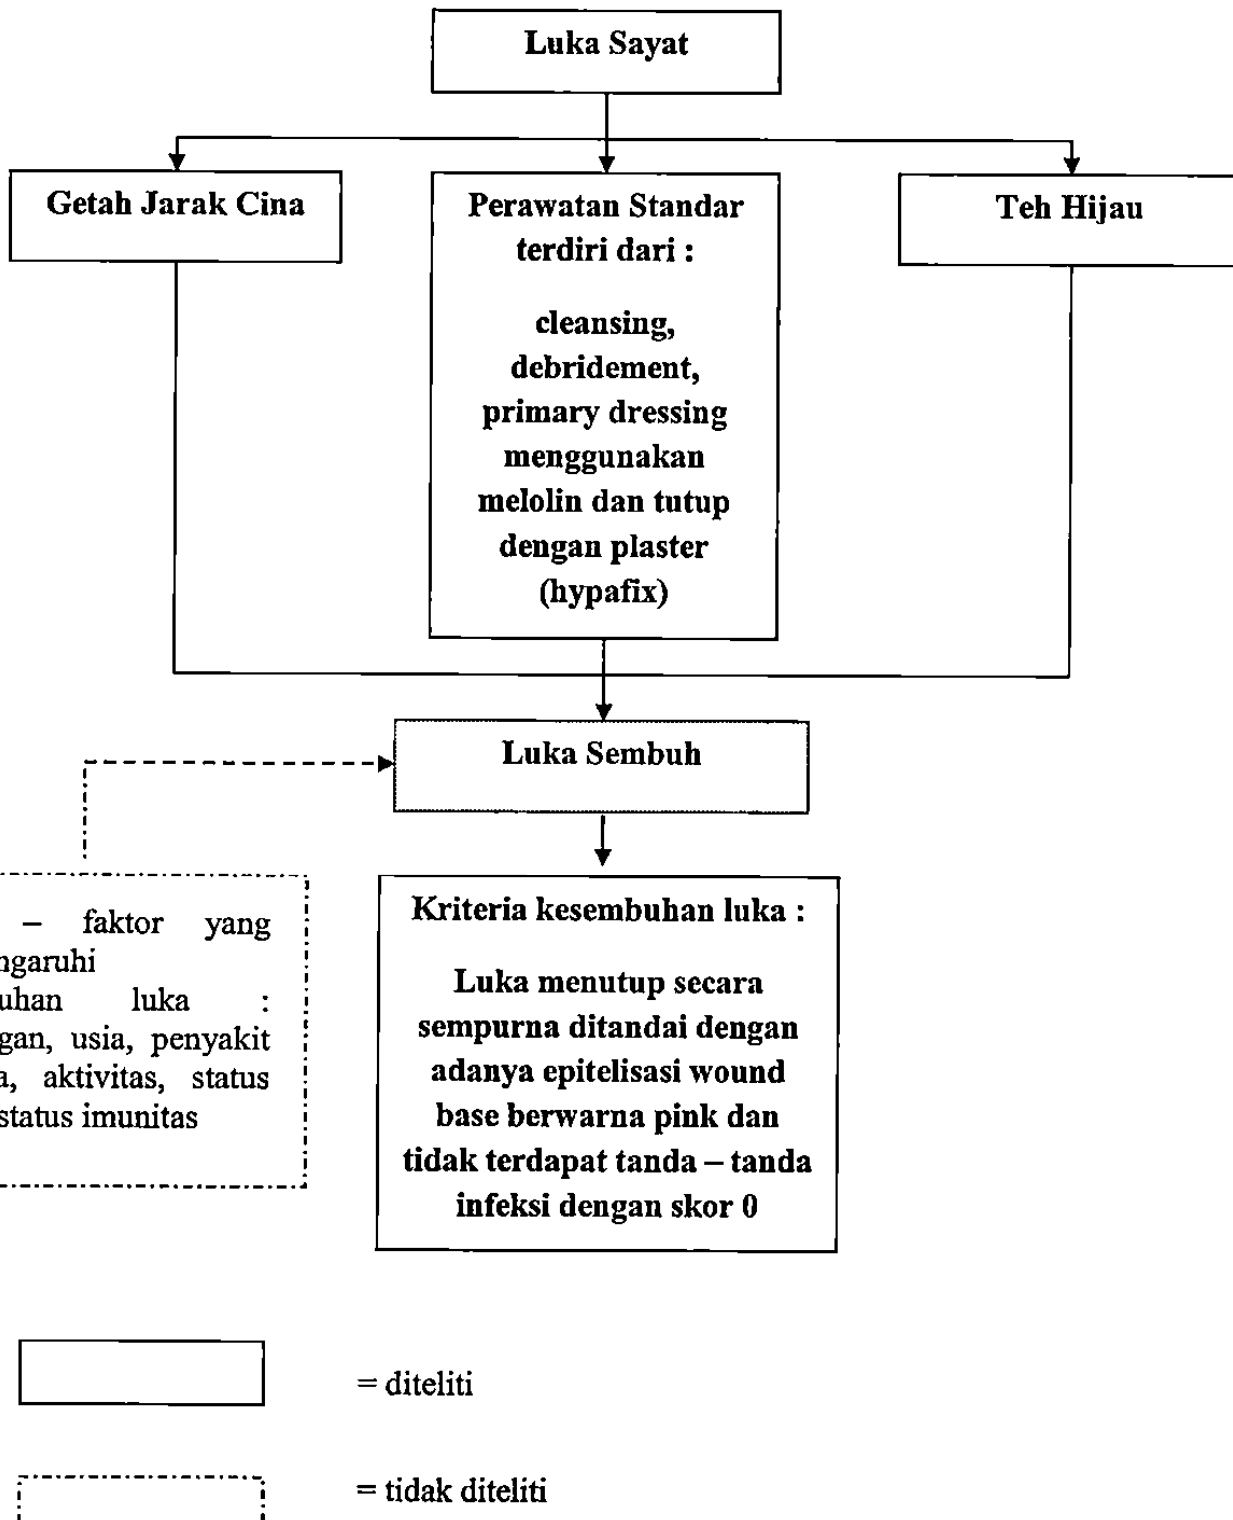 Luka Sayat
Getah Jarak Cina
Perawatan Standar
terdiri dari :
cleansing,
debridement,
primary dressing
menggunakan
melolin dan tutup
dengan plaster
(hypafix)
Teh Hijau
Luka Sembuh
– faktor yang
luka :
usia, penyakit
aktivitas, status
status imunitas
Kriteria kesembuhan luka :
Luka menutup secara
sempurna ditandai dengan
adanya epitelisasi wound
base berwarna pink dan
tidak terdapat tanda – tanda
infeksi dengan skor 0
= diteliti
= tidak diteliti